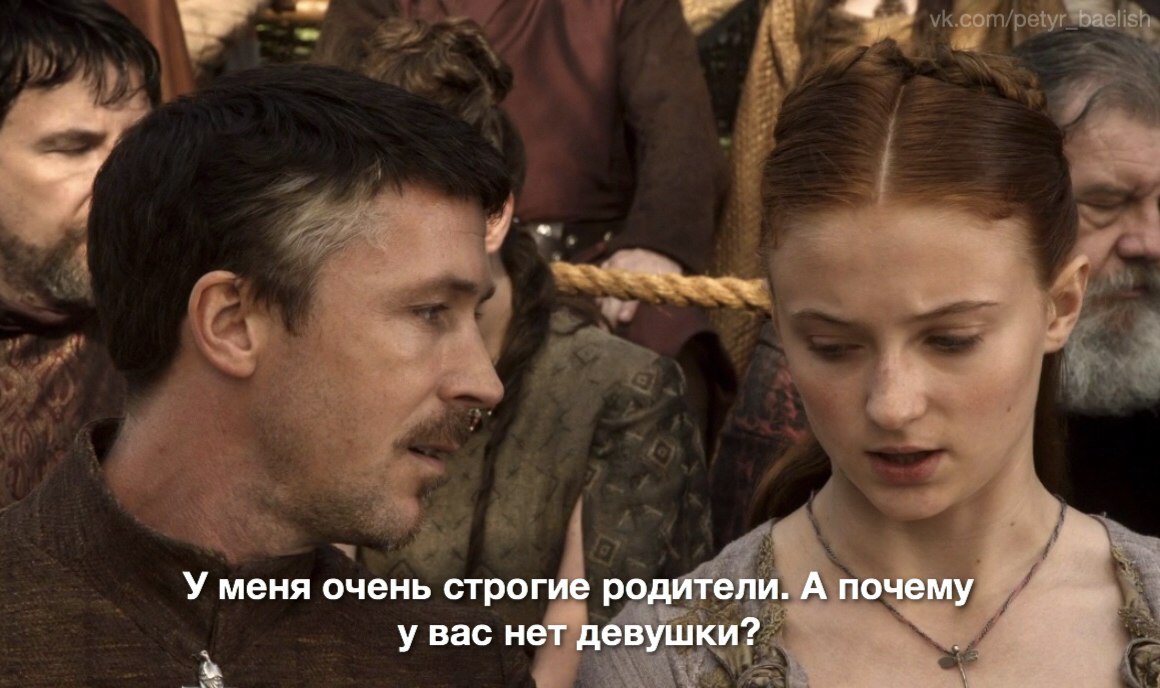 vk.com/petyr_baelish
У меня очень строгие родители. А почему
у вас нет девушки?